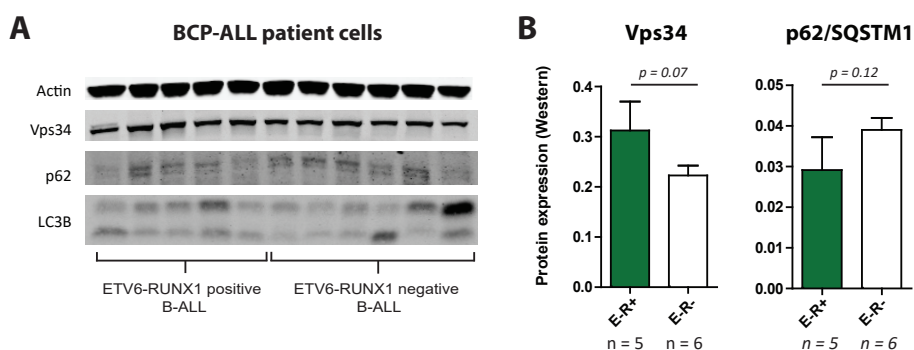 A
BCP-ALL patient cells
Actin
Vps34
p62
LC3B
ETV6-RUNX1 positive
B-ALL
ETV6-RUNX1 negative
B-ALL
B
Vps34
p62/SQSTM1
Protein expression (Western)
p = 0.07
0.4
0.3
0.2
0.1
0.0
E-R+
E-R-
n = 5
n = 6
p = 0.12
0.05
0.04
0.03
0.02
0.01
0.00
E-R+
E-R-
n = 5
n = 6